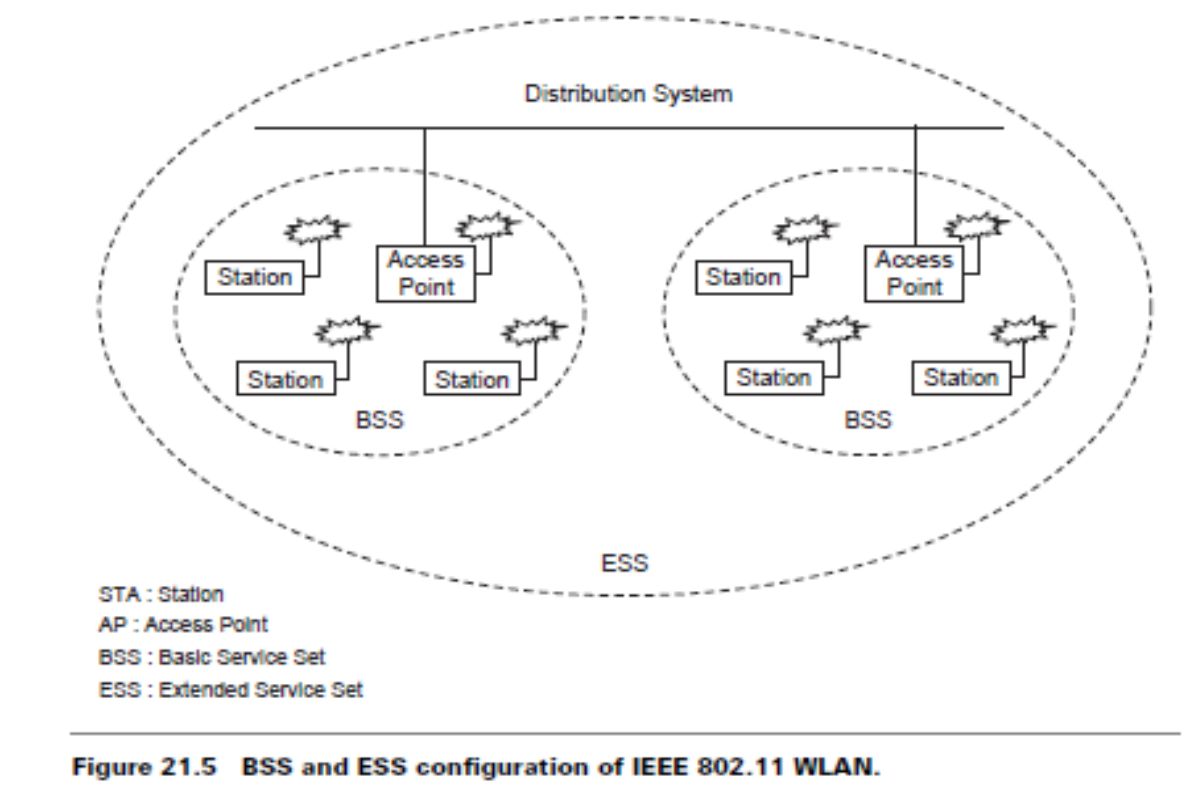 Distribution System
Station
Access
Point
Station
Access
Point
Station
Station
Station
Station
BSS
BSS
ESS
STA : Station
AP : Access Point
BSS : Basic Service Set
ESS : Extended Service Set
Figure 21.5 BSS and ESS configuration of IEEE 802.11 WLAN.